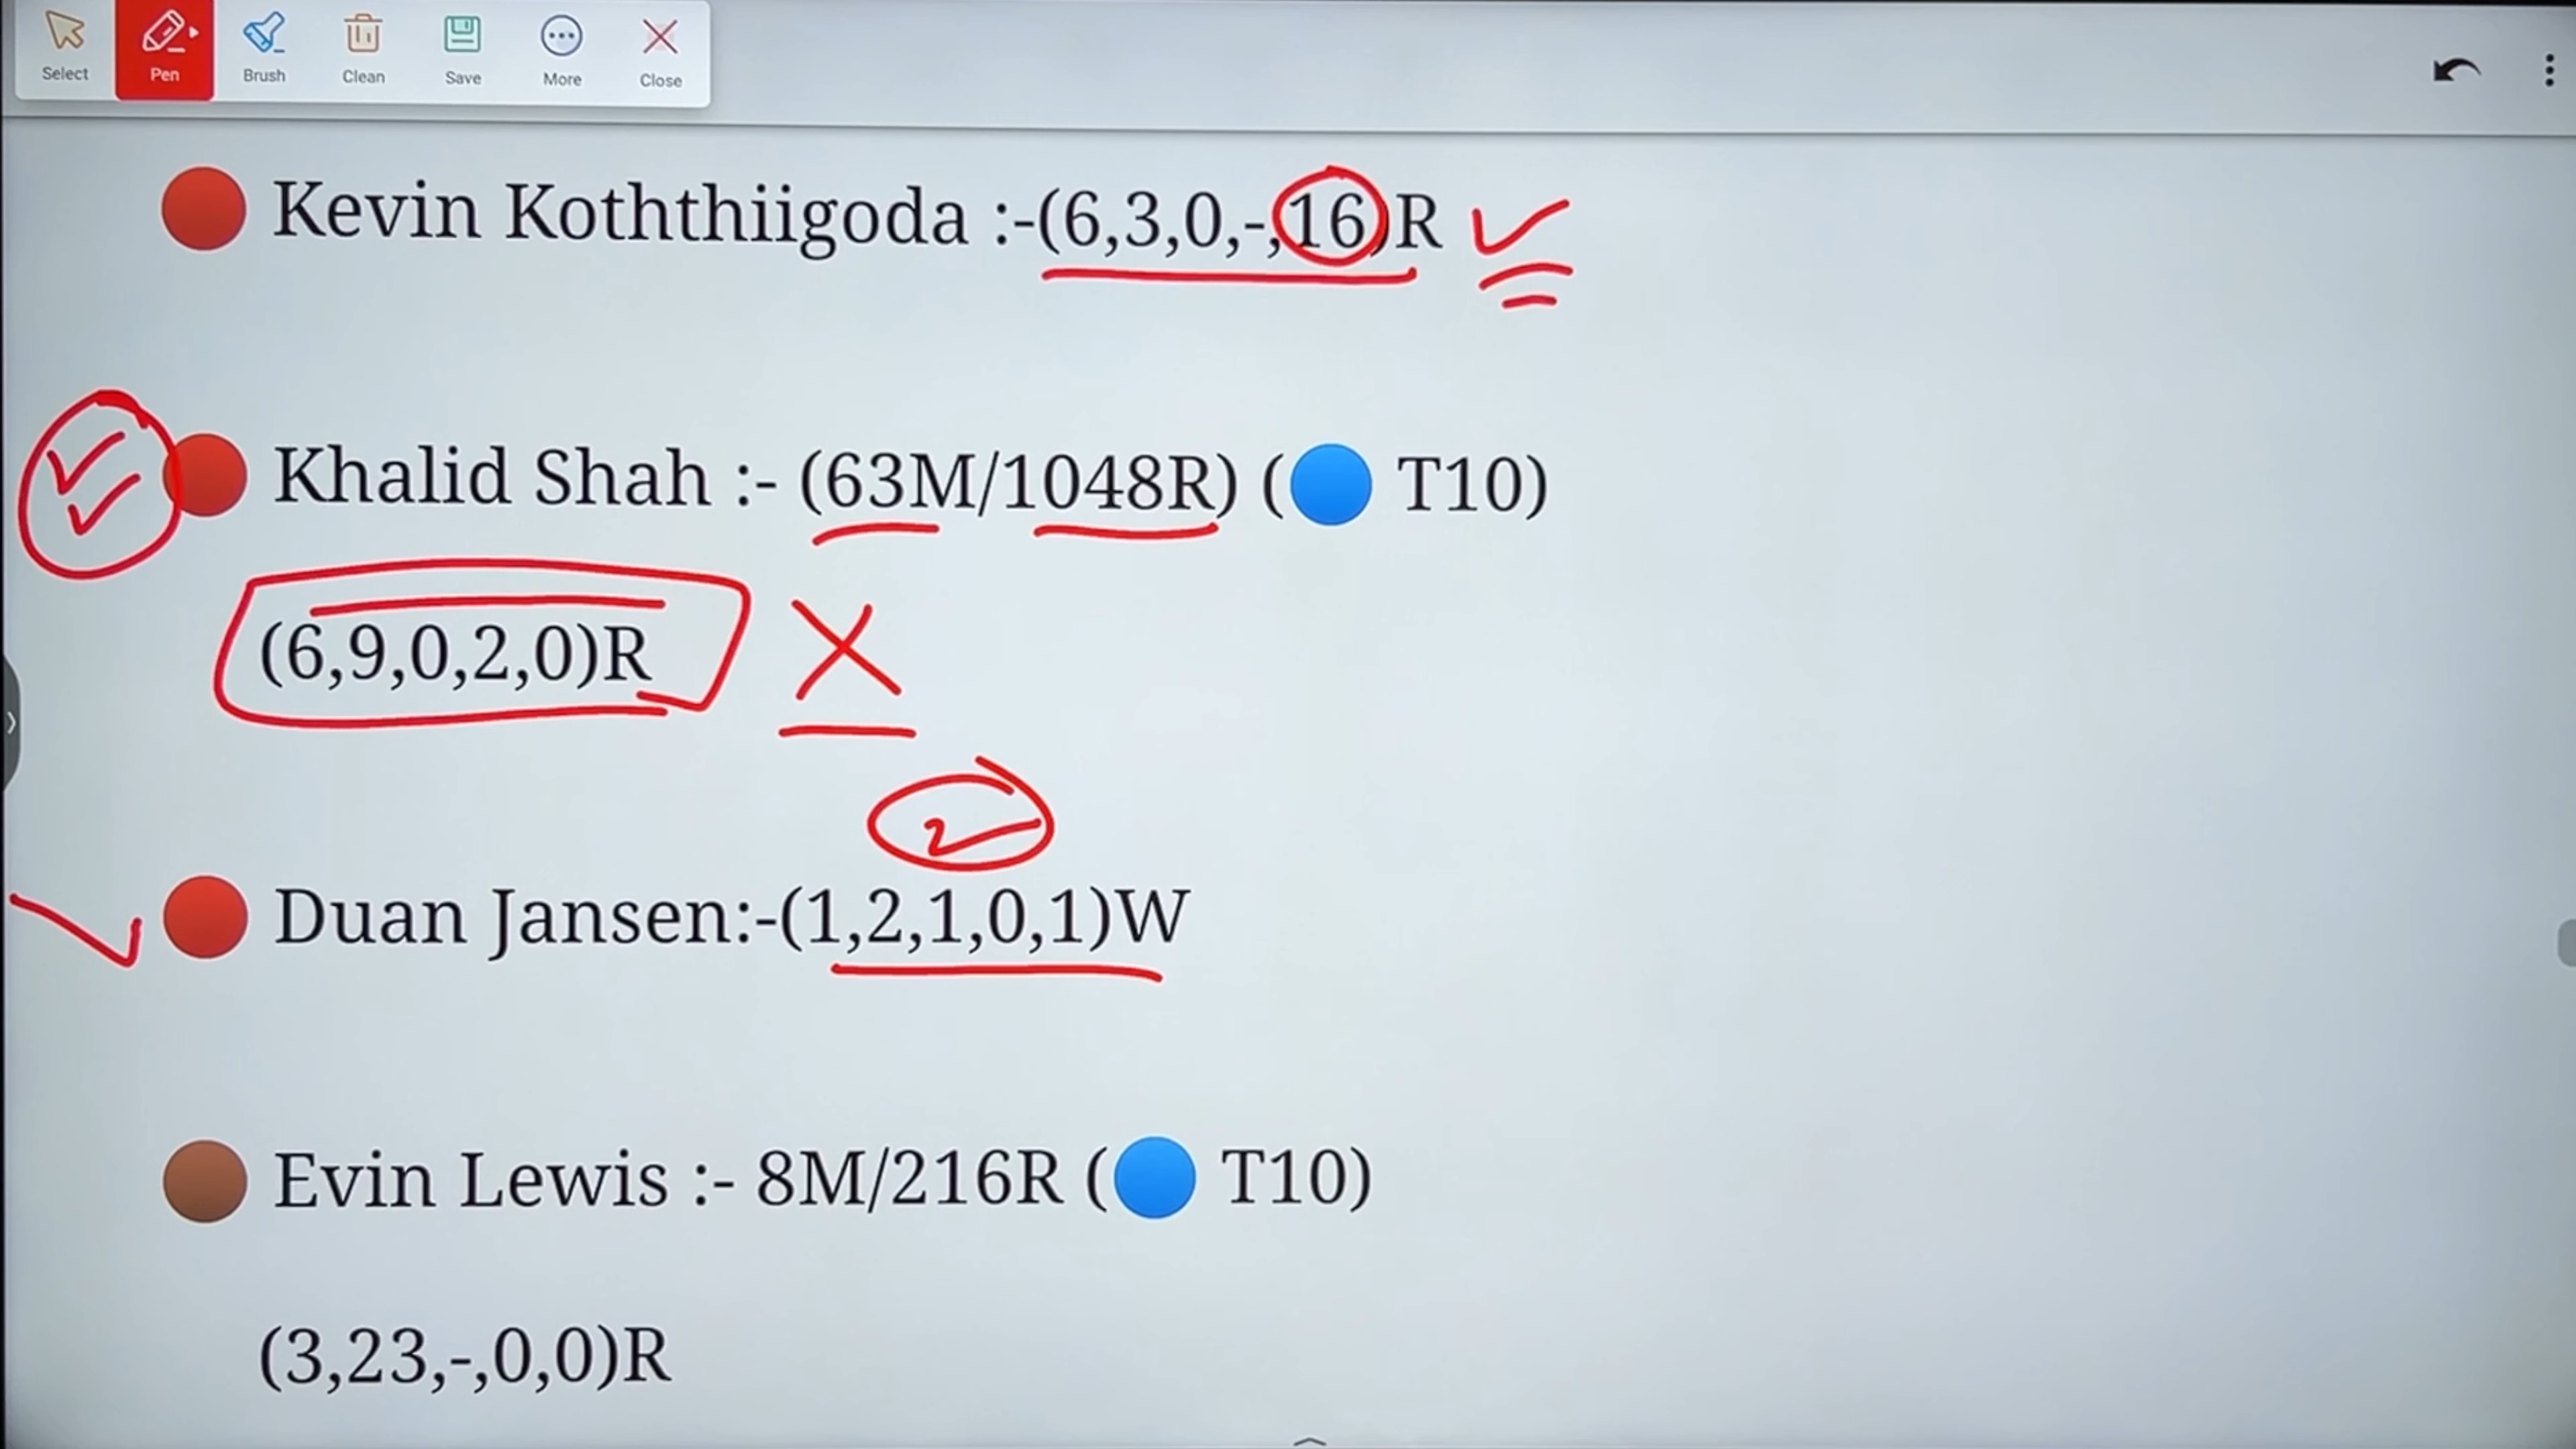 Select Pen Brush Clean Save More Close
Kevin Koththiigoda :-(6,3,0,-,16)R
Khalid Shah :- (63M/1048R) ( T10)
(6,9,0,2,0)R
2
Duan Jansen:-(1,2,1,0,1)W
Evin Lewis :- 8M/216R ( T10)
(3,23,-,0,0)R